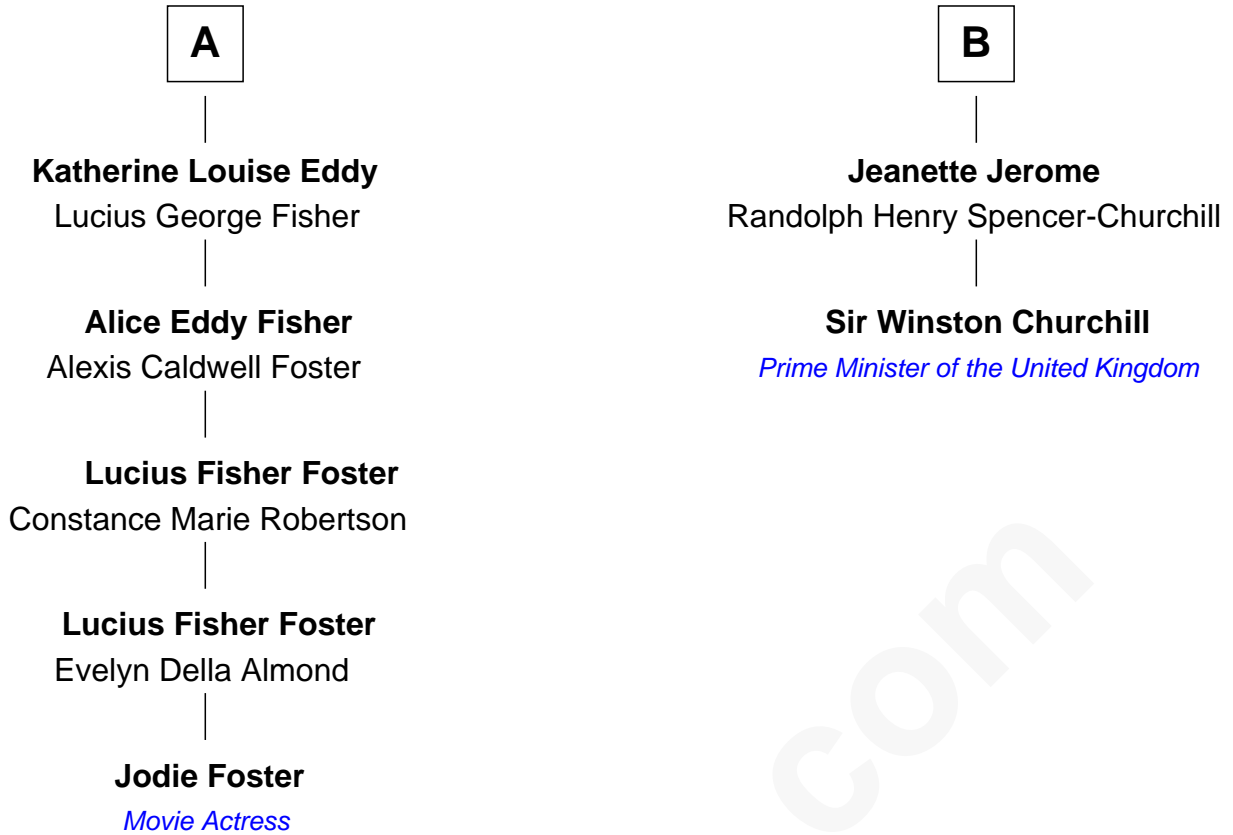 A
Katherine Louise Eddy
Lucius George Fisher
Alice Eddy Fisher
Alexis Caldwell Foster
Lucius Fisher Foster
Constance Marie Robertson
Lucius Fisher Foster
Evelyn Della Almond
Jodie Foster
Movie Actress
B
Jeanette Jerome
Randolph Henry Spencer-Churchill
Sir Winston Churchill
Prime Minister of the United Kingdom
com